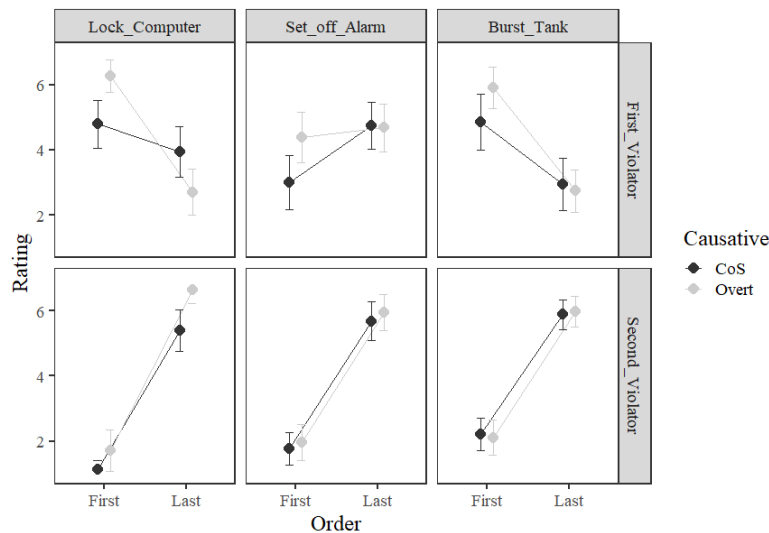 Lock_Computer
Set_off_Alarm
Burst_Tank
6
4
2
First_Violator
Rating
6
4
2
Second_Violator
First
Last
First
Last
First
Last
Order
Causative
CoS
Overt